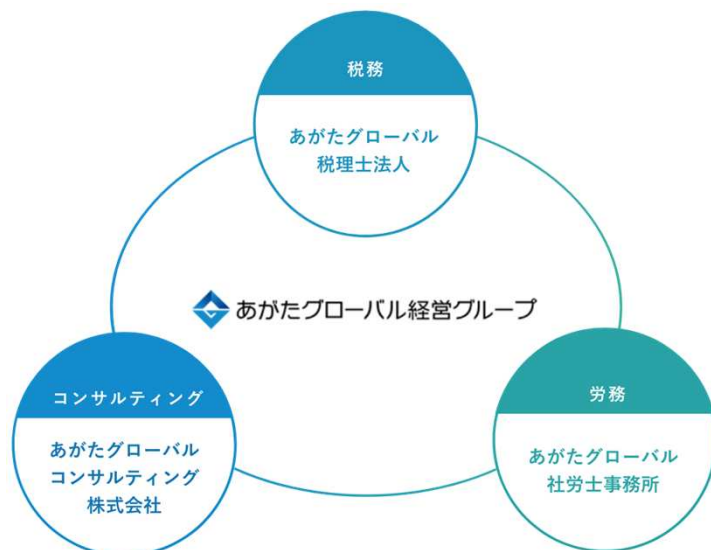 税務
あがたグローバル
税理士法人
あがたグローバル経営グループ
コンサルティング
あがたグローバル
コンサルティング
株式会社
労務
あがたグローバル
社労士事務所